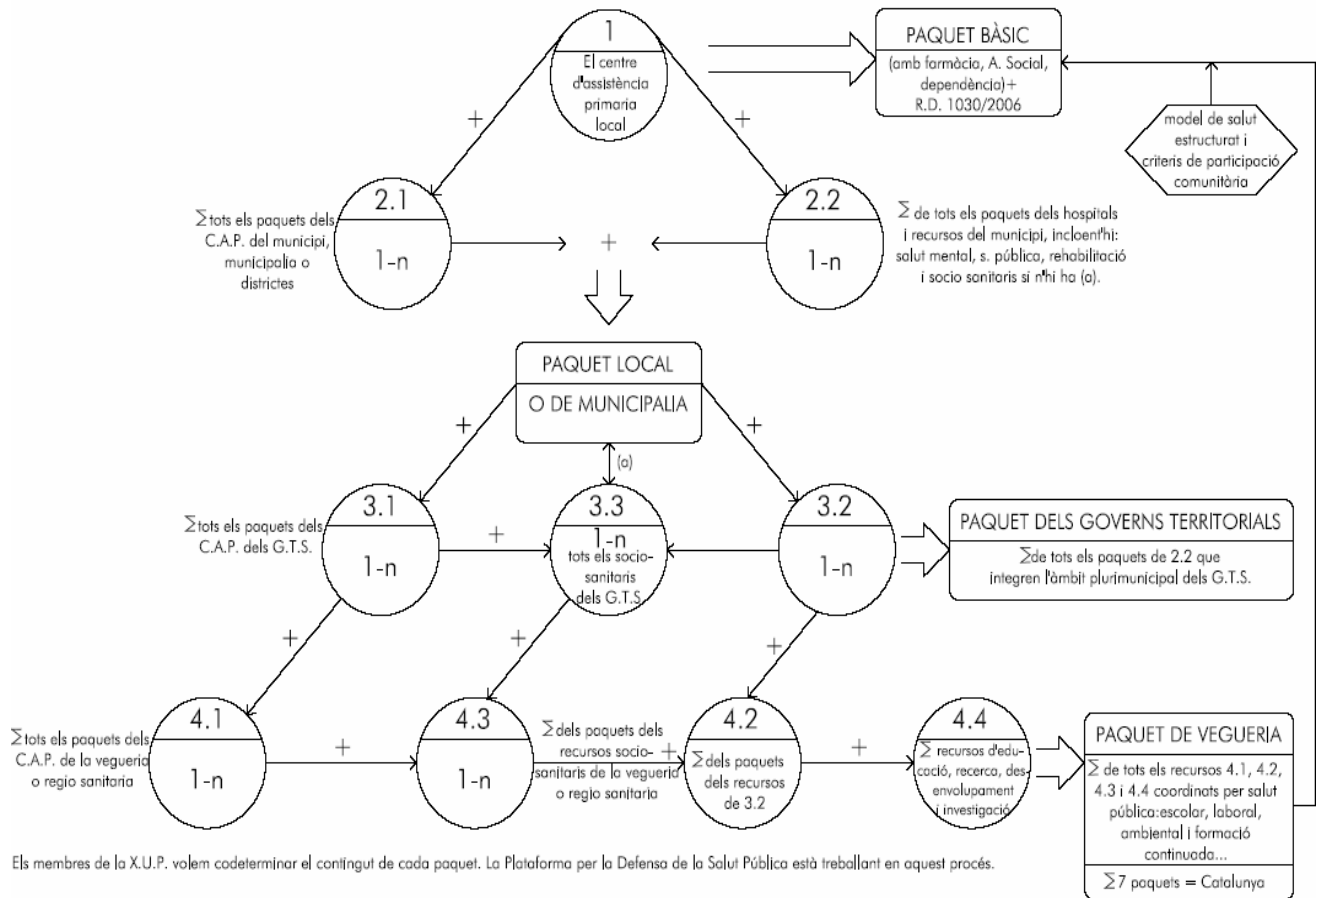 1
El centre
d'assistència
primaria
local
PAQUET BÀSIC
(amb farmàcia, A. Social,
dependència)+
R.D. 1030/2006
model de salut
estructurat i
criteris de participació
comunitària
+
+
2.1
1-n
∑tots els paquets dels
C.A.P. del municipi,
municipalia o
districtes
+
2.2
1-n
∑ de tots els paquets dels hospitals
i recursos del municipi, incloent'hi:
salut mental, s. pública, rehabilitació
i socio sanitaris si n'hi ha (a).
PAQUET LOCAL
O DE MUNICIPALIA
+
+
(a)
3.1
1-n
∑tots els paquets dels
C.A.P. dels G.T.S.
+
3.3
1-n
tots els socio-
sanitaris
dels G.T.S.
3.2
1-n
PAQUET DELS GOVERNS TERRITORIALS
∑de tots els paquets de 2.2 que
integren l'àmbit plurimunicipal dels G.T.S.
+
+
+
4.1
1-n
∑tots els paquets dels
C.A.P. de la vegueria
o regio sanitaria
+
4.3
1-n
∑dels paquets dels
recursos socio-
sanitaris de la vegueria
o regio sanitaria
+
4.2
∑dels paquets
dels recursos
de 3.2
+
4.4
∑ recursos d'edu-
cació, recerca, des-
envolupament
i investigació
PAQUET DE VEGUERIA
∑ de tots els recursos 4.1, 4.2,
4.3 i 4.4 coordinats per salut
pública:escolar, laboral,
ambiental i formació
continuada...
∑7 paquets = Catalunya
Els membres de la X.U.P. volem codeterminar el contingut de cada paquet. La Plataforma per la Defensa de la Salut Pública està treballant en aquest procés.